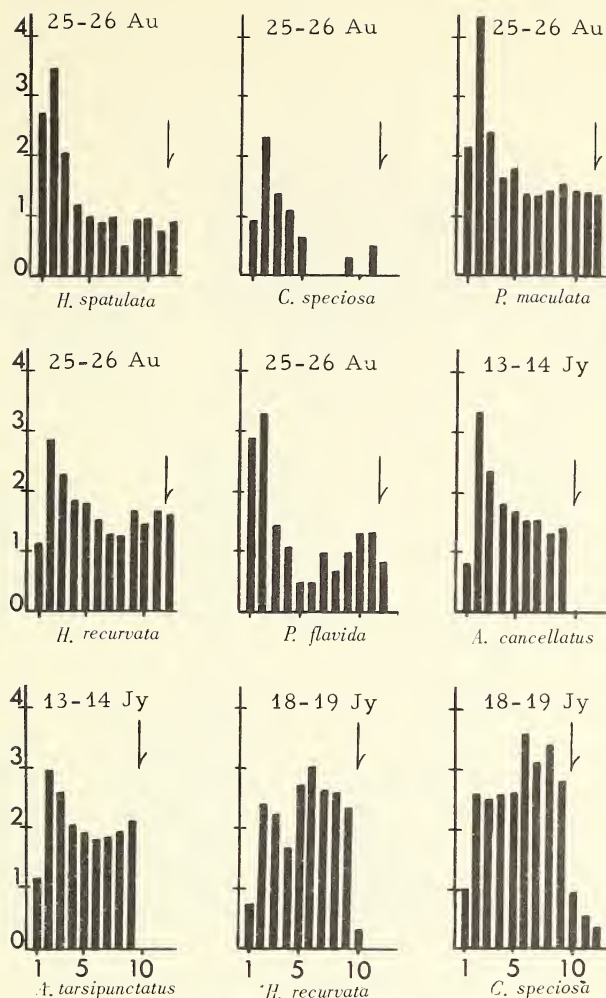 25-26 Au
25-26 Au
25-26 Au
4
3
2
1
0
H. spatulata
C. speciosa
P. maculata
25-26 Au
25-26 Au
13-14 Jy
4
3
2
1
0
H. recurvata
P. flavida
A. cancellatus
13-14 Jy
18-19 Jy
18-19 Jy
4
3
2
1
0
1 5 10
1 5 10
1 5 10
A. tarsipunctatus
H. recurvata
C. speciosa